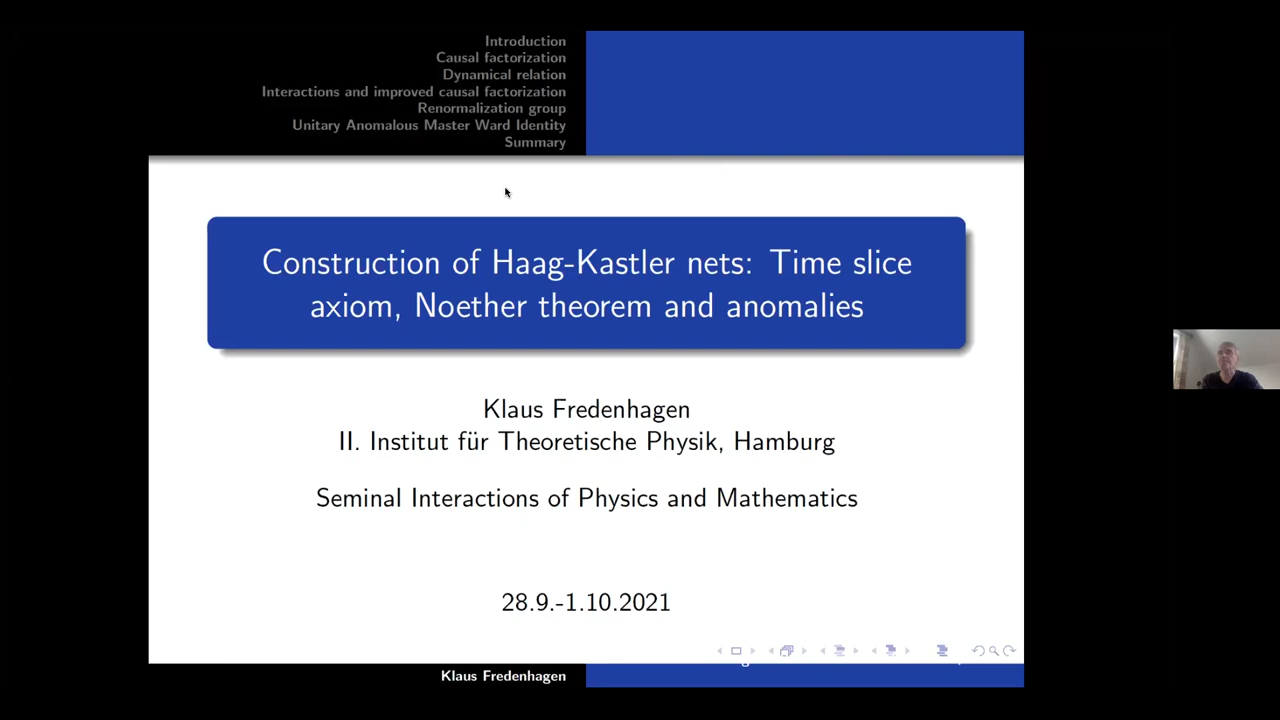 Introduction
Causal factorization
Dynamical relation
Interactions and improved causal factorization
Renormalization group
Unitary Anomalous Master Ward Identity
Summary
Construction of Haag-Kastler nets: Time slice
axiom, Noether theorem and anomalies
Klaus Fredenhagen
II. Institut für Theoretische Physik, Hamburg
Seminal Interactions of Physics and Mathematics
28.9.-1.10.2021
Klaus Fredenhagen